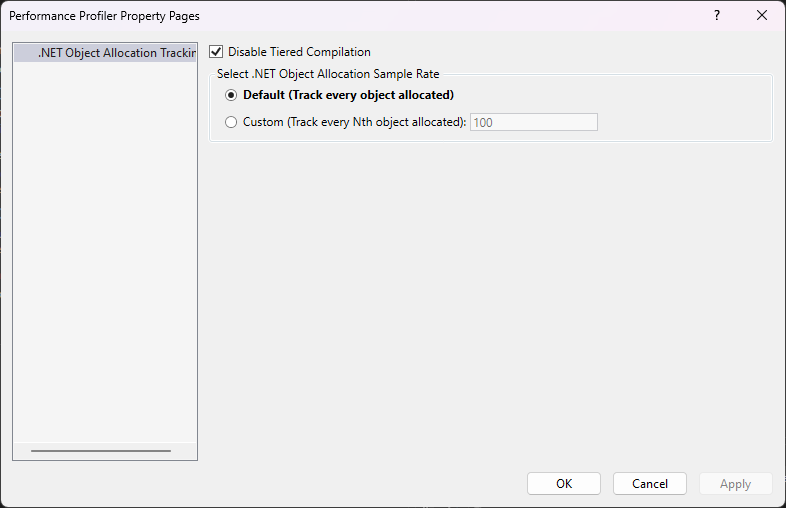 Performance Profiler Property Pages
?
.NET Object Allocation Trackin
Disable Tiered Compilation
Select .NET Object Allocation Sample Rate
Default (Track every object allocated)
Custom (Track every Nth object allocated): 100
OK Cancel Apply